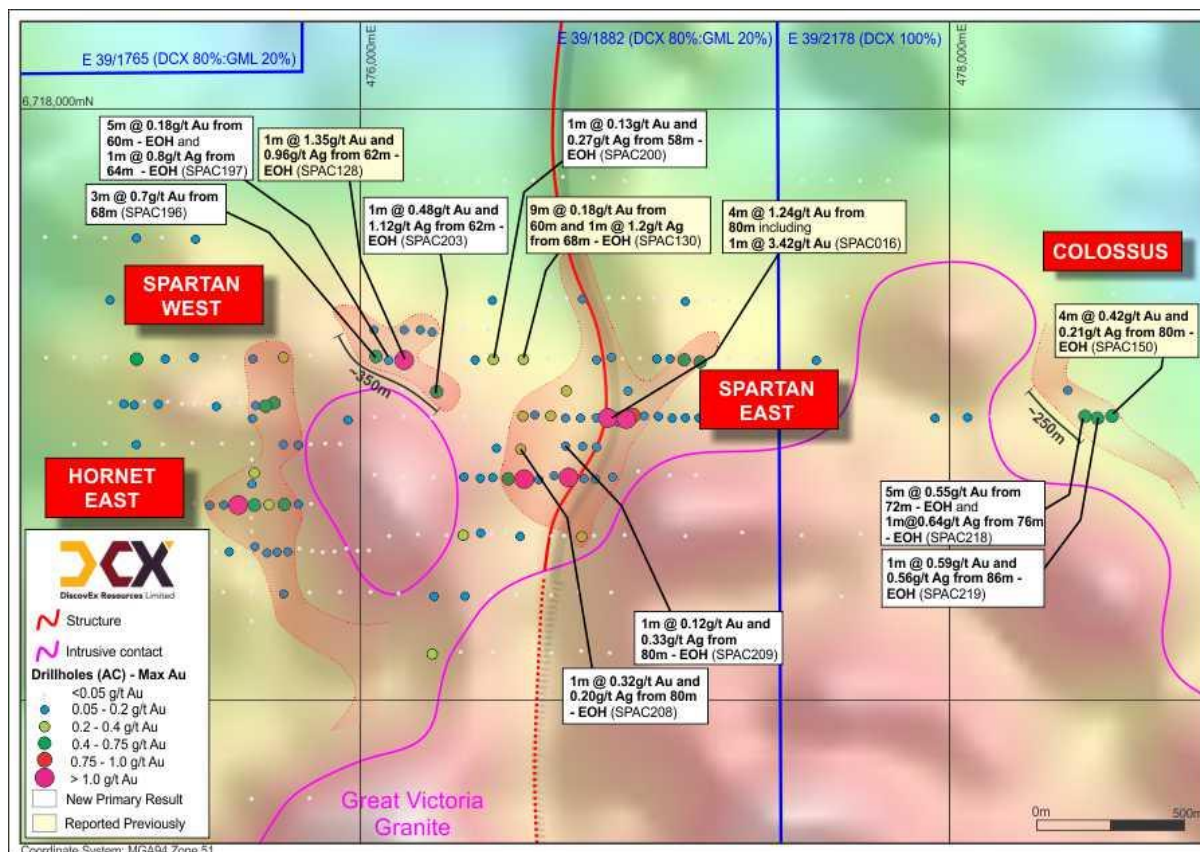 E 39/1765 (DCX 80%:GML 20%)
476,000mE
E 39/1882 (DCX 80%:GML 20%)
E 39/2178 (DCX 100%)
478,000mE
6,718,000mN
5m @ 0.18g/t Au from
60m - EOH and
1m @ 0.8g/t Ag from
64m - EOH (SPAC197)
1m @ 1.35g/t Au and
0.96g/t Ag from 62m -
EOH (SPAC128)
1m @ 0.13g/t Au and
0.27g/t Ag from 58m -
EOH (SPAC200)
3m @ 0.7g/t Au from
68m (SPAC196)
1m @ 0.48g/t Au and
1.12g/t Ag from 62m -
EOH (SPAC203)
9m @ 0.18g/t Au from
60m and 1m @ 1.2g/t Ag
from 68m - EOH (SPAC130)
4m @ 1.24g/t Au from
80m including
1m @ 3.42g/t Au (SPAC016)
COLOSSUS
SPARTAN
WEST
4m @ 0.42g/t Au and
0.21g/t Ag from 80m -
EOH (SPAC150)
~350m
SPARTAN
EAST
~250m
HORNET
EAST
5m @ 0.55g/t Au from
72m - EOH and
1m@0.64g/t Ag from 76m
- EOH (SPAC218)
1m @ 0.59g/t Au and
0.56g/t Ag from 86m -
EOH (SPAC219)
1m @ 0.12g/t Au and
0.33g/t Ag from
80m - EOH (SPAC209)
1m @ 0.32g/t Au and
0.20g/t Ag from 80m
- EOH (SPAC208)
DCX
DiscovEx Resources Limited
Structure
Intrusive contact
Drillholes (AC) - Max Au
<0.05 g/t Au
0.05 - 0.2 g/t Au
0.2 - 0.4 g/t Au
0.4 - 0.75 g/t Au
0.75 - 1.0 g/t Au
> 1.0 g/t Au
New Primary Result
Reported Previously
Great Victoria
Granite
0m
500m
Coordinate System: MGA94 Zone 51